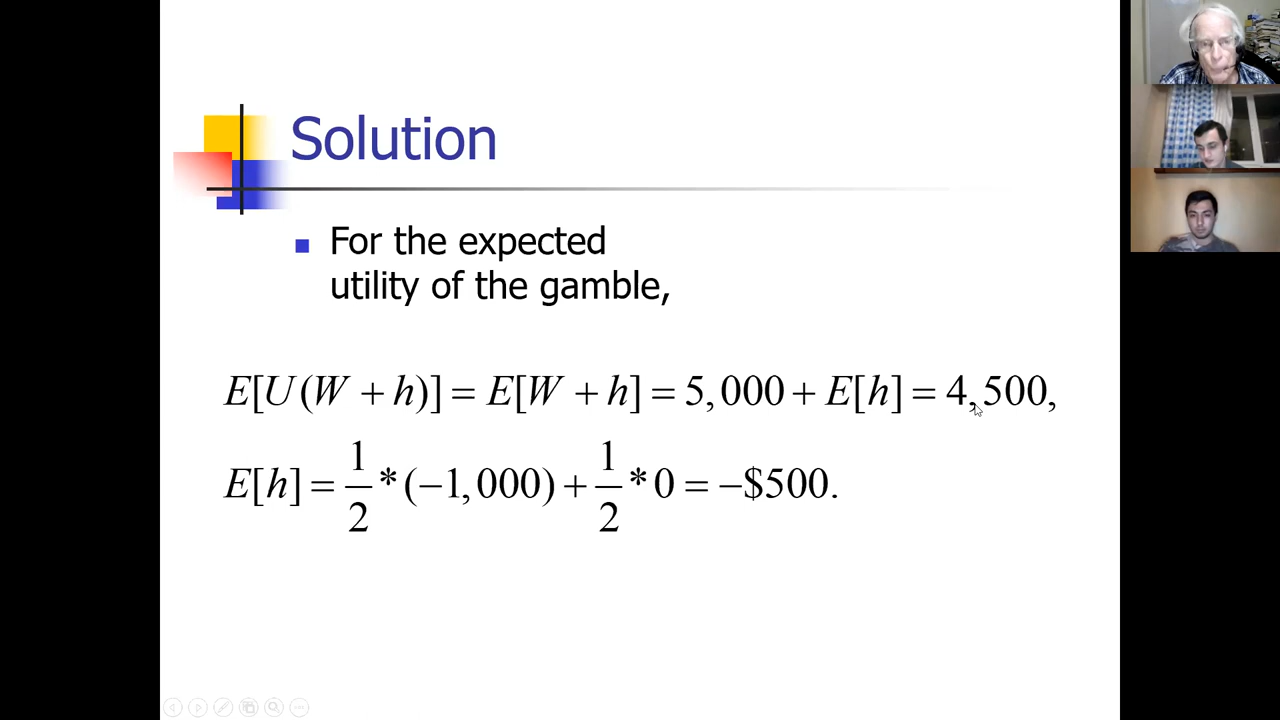 Solution
For the expected
utility of the gamble,
E[U(W + h)] = E[W + h] = 5,000 + E[h] = 4,500,
E[h] = 1/2 * (−1,000) + 1/2 * 0 = −$500.